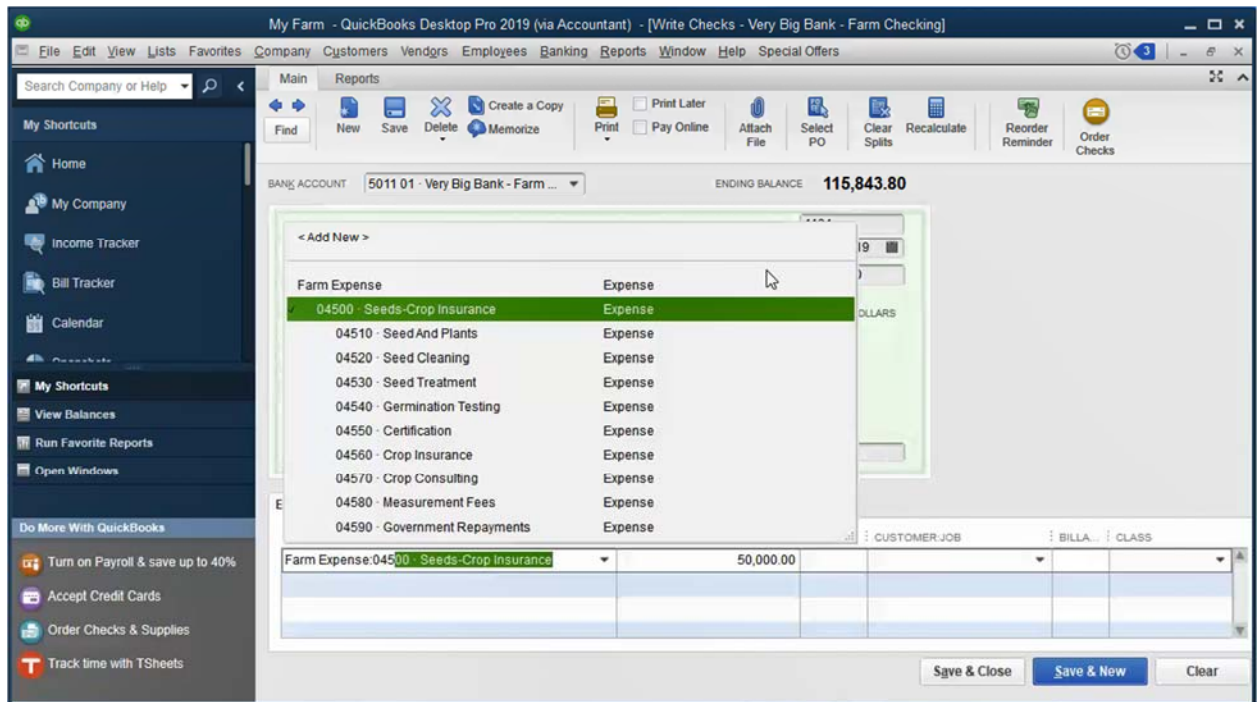 qb
My Farm - QuickBooks Desktop Pro 2019 (via Accountant) - [Write Checks - Very Big Bank - Farm Checking]
File Edit View Lists Favorites Company Customers Vendors Employees Banking Reports Window Help Special Offers 3
Search Company or Help
Main Reports
Find New Save Delete Create a Copy Memorize Print Print Later Pay Online Attach File Select PO Clear Splits Recalculate Reorder Reminder Order Checks
My Shortcuts
Home
My Company
Income Tracker
Bill Tracker
Calendar
My Shortcuts
View Balances
Run Favorite Reports
Open Windows
Do More With QuickBooks
Turn on Payroll & save up to 40%
Accept Credit Cards
Order Checks & Supplies
Track time with TSheets
BANK ACCOUNT 5011 01 · Very Big Bank - Farm ... ENDING BALANCE 115,843.80
19
OLLARS
< Add New >
Farm Expense Expense
04500 · Seeds-Crop Insurance Expense
04510 · Seed And Plants Expense
04520 · Seed Cleaning Expense
04530 · Seed Treatment Expense
04540 · Germination Testing Expense
04550 · Certification Expense
04560 · Crop Insurance Expense
04570 · Crop Consulting Expense
04580 · Measurement Fees Expense
04590 · Government Repayments Expense
E
CUSTOMER:JOB BILLA... CLASS
Farm Expense:04500 · Seeds-Crop Insurance 50,000.00
Save & Close Save & New Clear